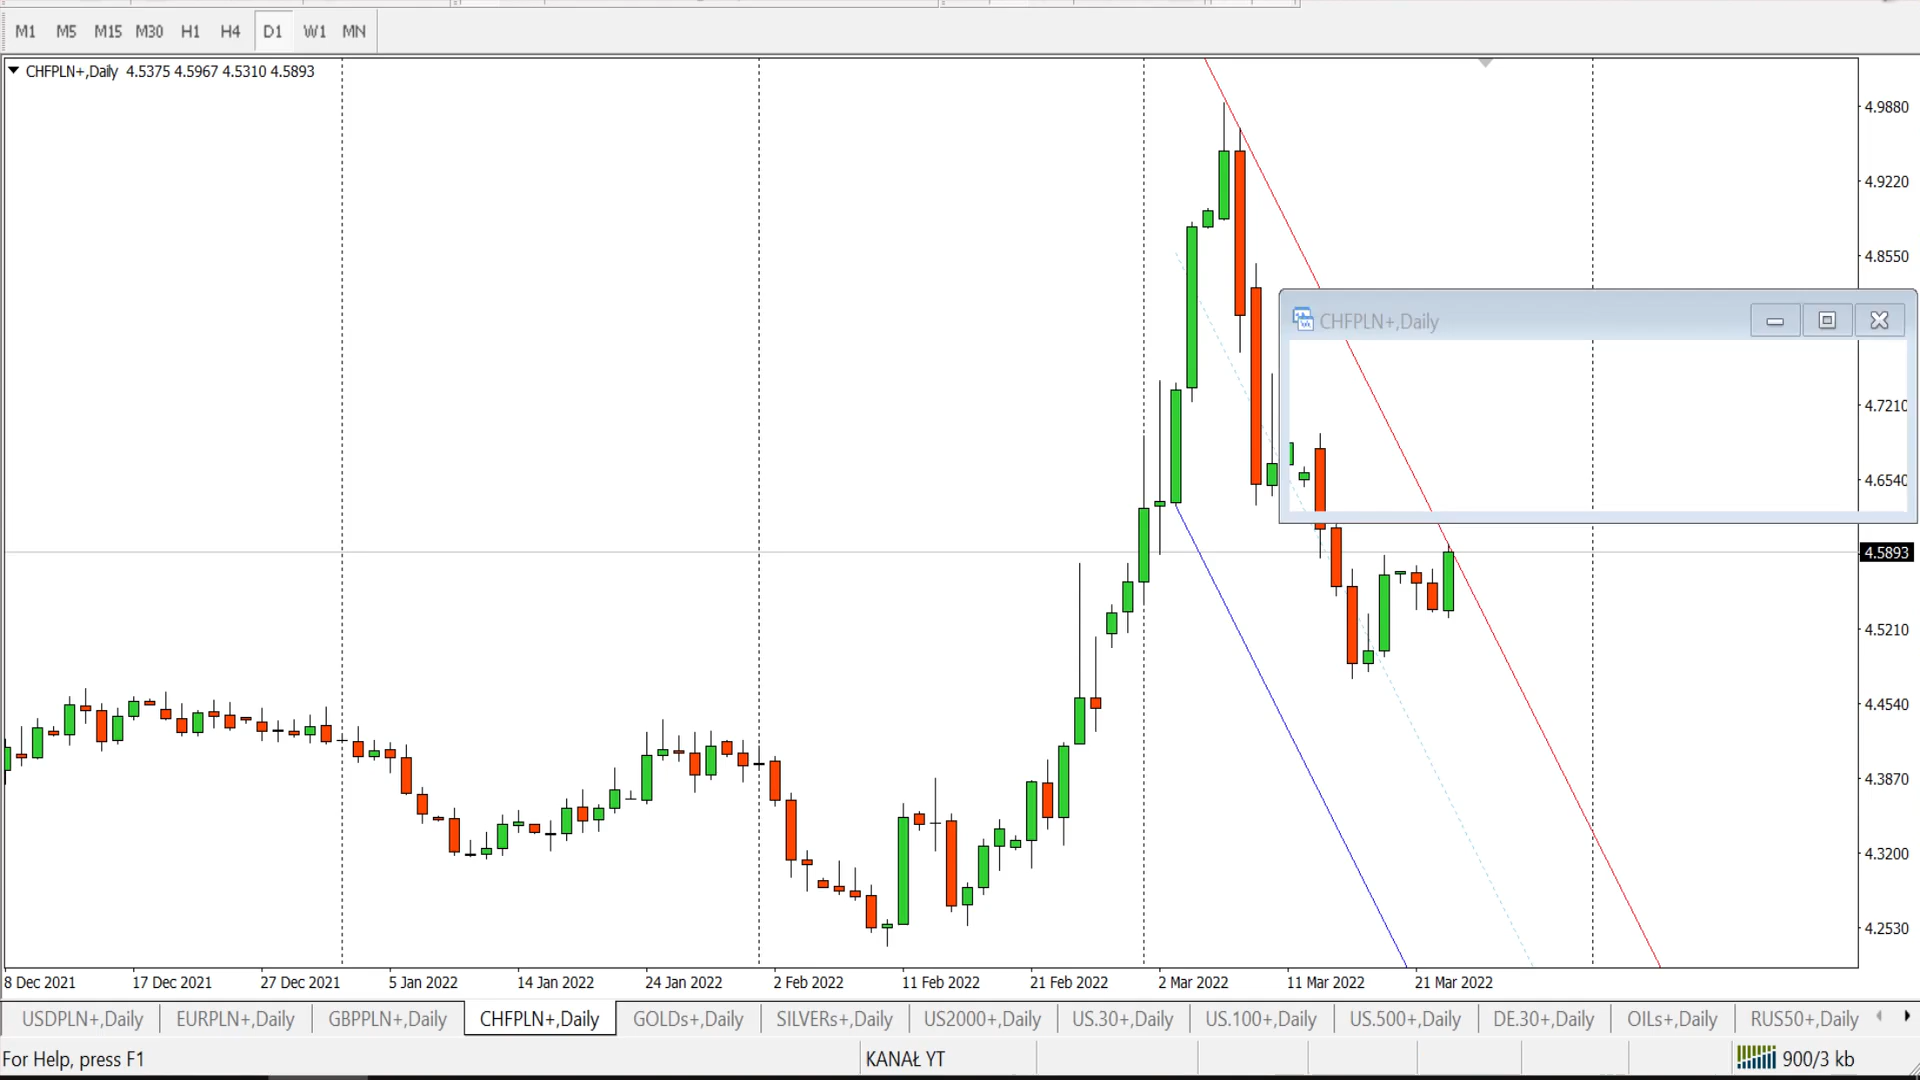 M1 M5 M15 M30 H1 H4 D1 W1 MN
CHFPLN+,Daily 4.5375 4.5967 4.5310 4.5893
4.9880
4.9220
4.8550
CHFPLN+,Daily
4.7210
4.6540
4.5893
4.5210
4.4540
4.3870
4.3200
4.2530
8 Dec 2021 17 Dec 2021 27 Dec 2021 5 Jan 2022 14 Jan 2022 24 Jan 2022 2 Feb 2022 11 Feb 2022 21 Feb 2022 2 Mar 2022 11 Mar 2022 21 Mar 2022
USDPLN+,Daily EURPLN+,Daily GBPPLN+,Daily CHFPLN+,Daily GOLDs+,Daily SILVERs+,Daily US2000+,Daily US.30+,Daily US.100+,Daily US.500+,Daily DE.30+,Daily OILs+,Daily RUS50+,Daily
For Help, press F1 KANAŁ YT 900/3 kb